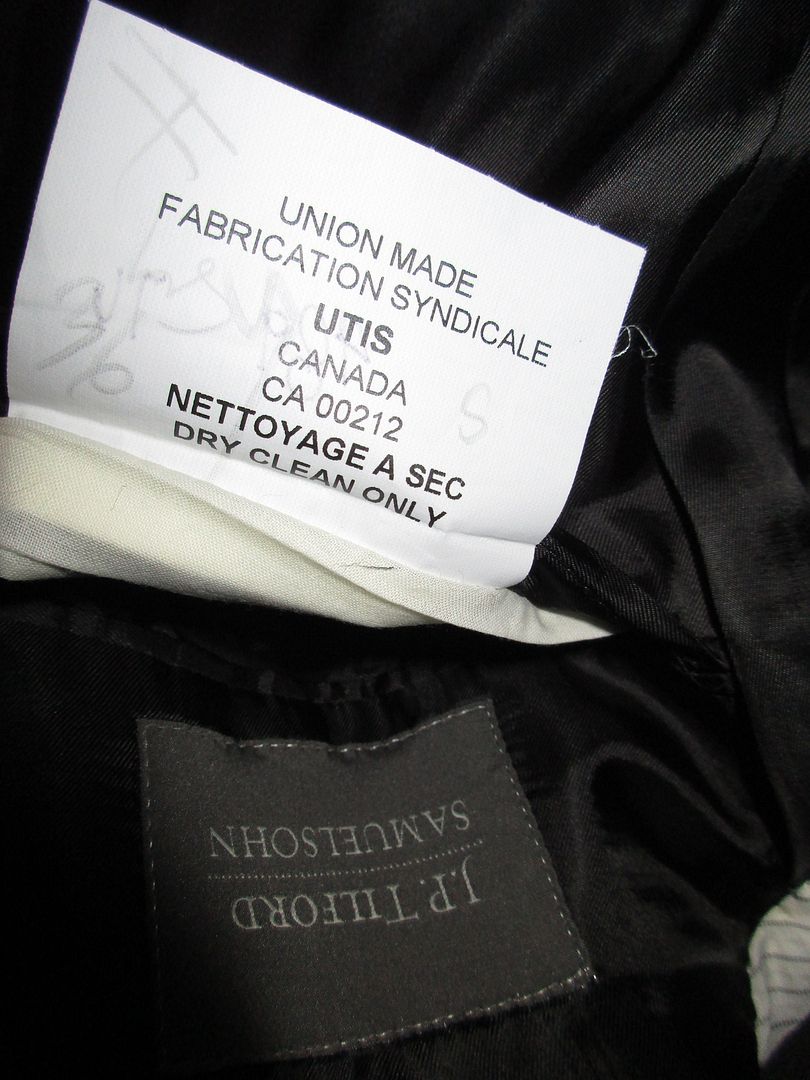 UNION MADE
FABRICATION SYNDICALE
UTIS
CANADA
CA 00212
NETTOYAGE A SEC
DRY CLEAN ONLY
S
J.P. TILFORD
SAMUELSOHN